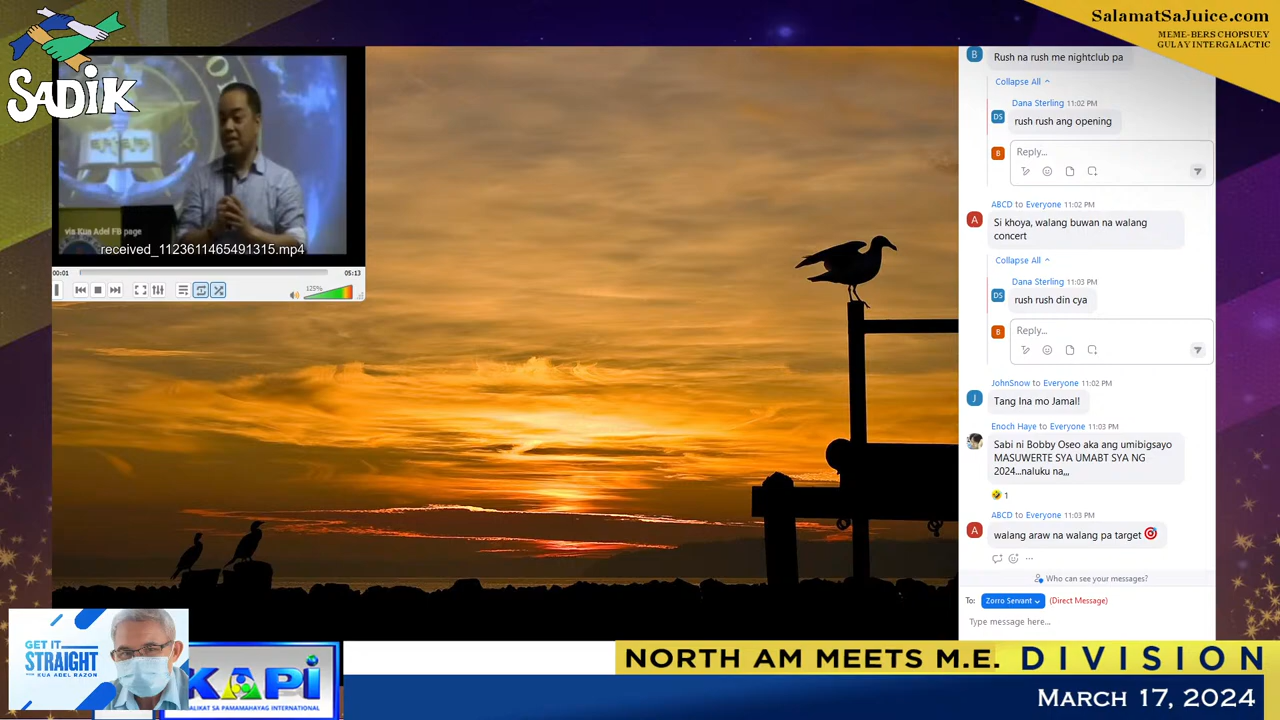 SalamatSaJuice.com
MEME-BERS CHOPSUEY
GULAY INTERGALACTIC
SADiK
via Kua Adel FB page
received_1123611465491315.mp4
00:01
05:13
125%
B
Rush na rush me nightclub pa
Collapse All
Dana Sterling 11:02 PM
DS
rush rush ang opening
B
Reply...
ABCD to Everyone 11:02 PM
A
Si khoya, walang buwan na walang
concert
Collapse All
Dana Sterling 11:03 PM
DS
rush rush din cya
B
Reply...
JohnSnow to Everyone 11:02 PM
J
Tang Ina mo Jamal!
Enoch Haye to Everyone 11:03 PM
Sabi ni Bobby Oseo aka ang umibigsayo
MASUWERTE SYA UMABT SYA NG
2024...naluku na,,,
1
ABCD to Everyone 11:03 PM
A
walang araw na walang pa target
Who can see your messages?
To: Zorro Servant (Direct Message)
Type message here...
GET IT
STRAIGHT
KUA ADEL RAZON
KAPI
ALIKAT SA PAMAMAHAYAG INTERNATIONAL
NORTH AM MEETS M.E. DIVISION
MARCH 17, 2024